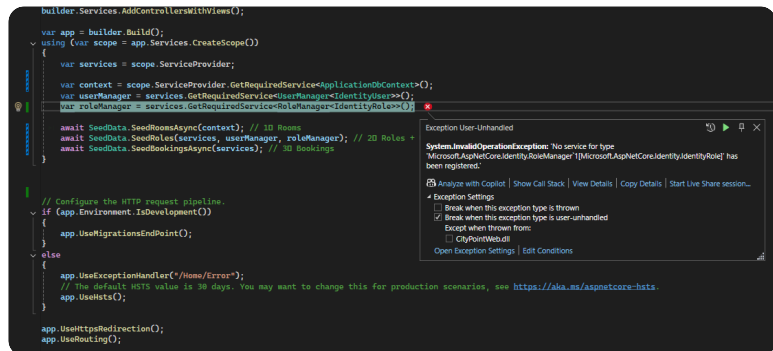 builder.Services.AddControllersWithViews();
var app = builder.Build();
using (var scope = app.Services.CreateScope())
{
var services = scope.ServiceProvider;
var context = scope.ServiceProvider.GetRequiredService<ApplicationDbContext>();
var userManager = services.GetRequiredService<UserManager<IdentityUser>>();
var roleManager = services.GetRequiredService<RoleManager<IdentityRole>>();
await SeedData.SeedRoomsAsync(context); // 1 Rooms
await SeedData.SeedRoles(services, userManager, roleManager); // 2 Roles +
await SeedData.SeedBookingsAsync(services); // 3 Bookings
}
Exception User-Unhandled
System.InvalidOperationException: 'No service for type
'Microsoft.AspNetCore.Identity.RoleManager`1[Microsoft.AspNetCore.Identity.IdentityRole]' has
been registered.'
Analyze with Copilot | Show Call Stack | View Details | Copy Details | Start Live Share session...
Exception Settings
Break when this exception type is thrown
Break when this exception type is user-unhandled
Except when thrown from:
CityPointWeb.dll
Open Exception Settings | Edit Conditions
// Configure the HTTP request pipeline.
if (app.Environment.IsDevelopment())
{
app.UseMigrationsEndPoint();
}
else
{
app.UseExceptionHandler("/Home/Error");
// The default HSTS value is 30 days. You may want to change this for production scenarios, see https://aka.ms/aspnetcore-hsts.
app.UseHsts();
}
app.UseHttpsRedirection();
app.UseRouting();